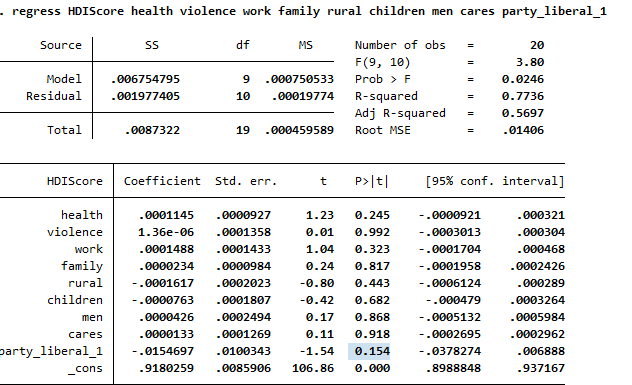 . regress HDIScore health violence work family rural children men cares party_liberal_1
Source SS df MS Number of obs = 20
F(9, 10) = 3.80
Model .006754795 9 .000750533 Prob > F = 0.0246
Residual .001977405 10 .00019774 R-squared = 0.7736
Adj R-squared = 0.5697
Total .0087322 19 .000459589 Root MSE = .01406
HDIScore Coefficient Std. err. t P>|t| [95% conf. interval]
health .0001145 .0000927 1.23 0.245 -.0000921 .000321
violence 1.36e-06 .0001358 0.01 0.992 -.0003013 .000304
work .0001488 .0001433 1.04 0.323 -.0001704 .000468
family .0000234 .0000984 0.24 0.817 -.0001958 .0002426
rural -.0001617 .0002023 -0.80 0.443 -.0006124 .000289
children -.0000763 .0001807 -0.42 0.682 -.000479 .0003264
men .0000426 .0002494 0.17 0.868 -.0005132 .0005984
cares .0000133 .0001269 0.11 0.918 -.0002695 .0002962
party_liberal_1 -.0154697 .0100343 -1.54 0.154 -.0378274 .006888
_cons .9180259 .0085906 106.86 0.000 .8988848 .937167